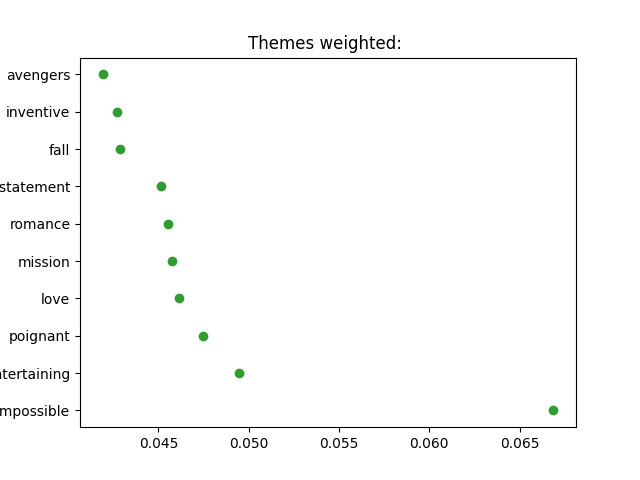 Themes weighted:
avengers
inventive
fall
statement
romance
mission
love
poignant
tertaining
mpossible
0.045 0.050 0.055 0.060 0.065